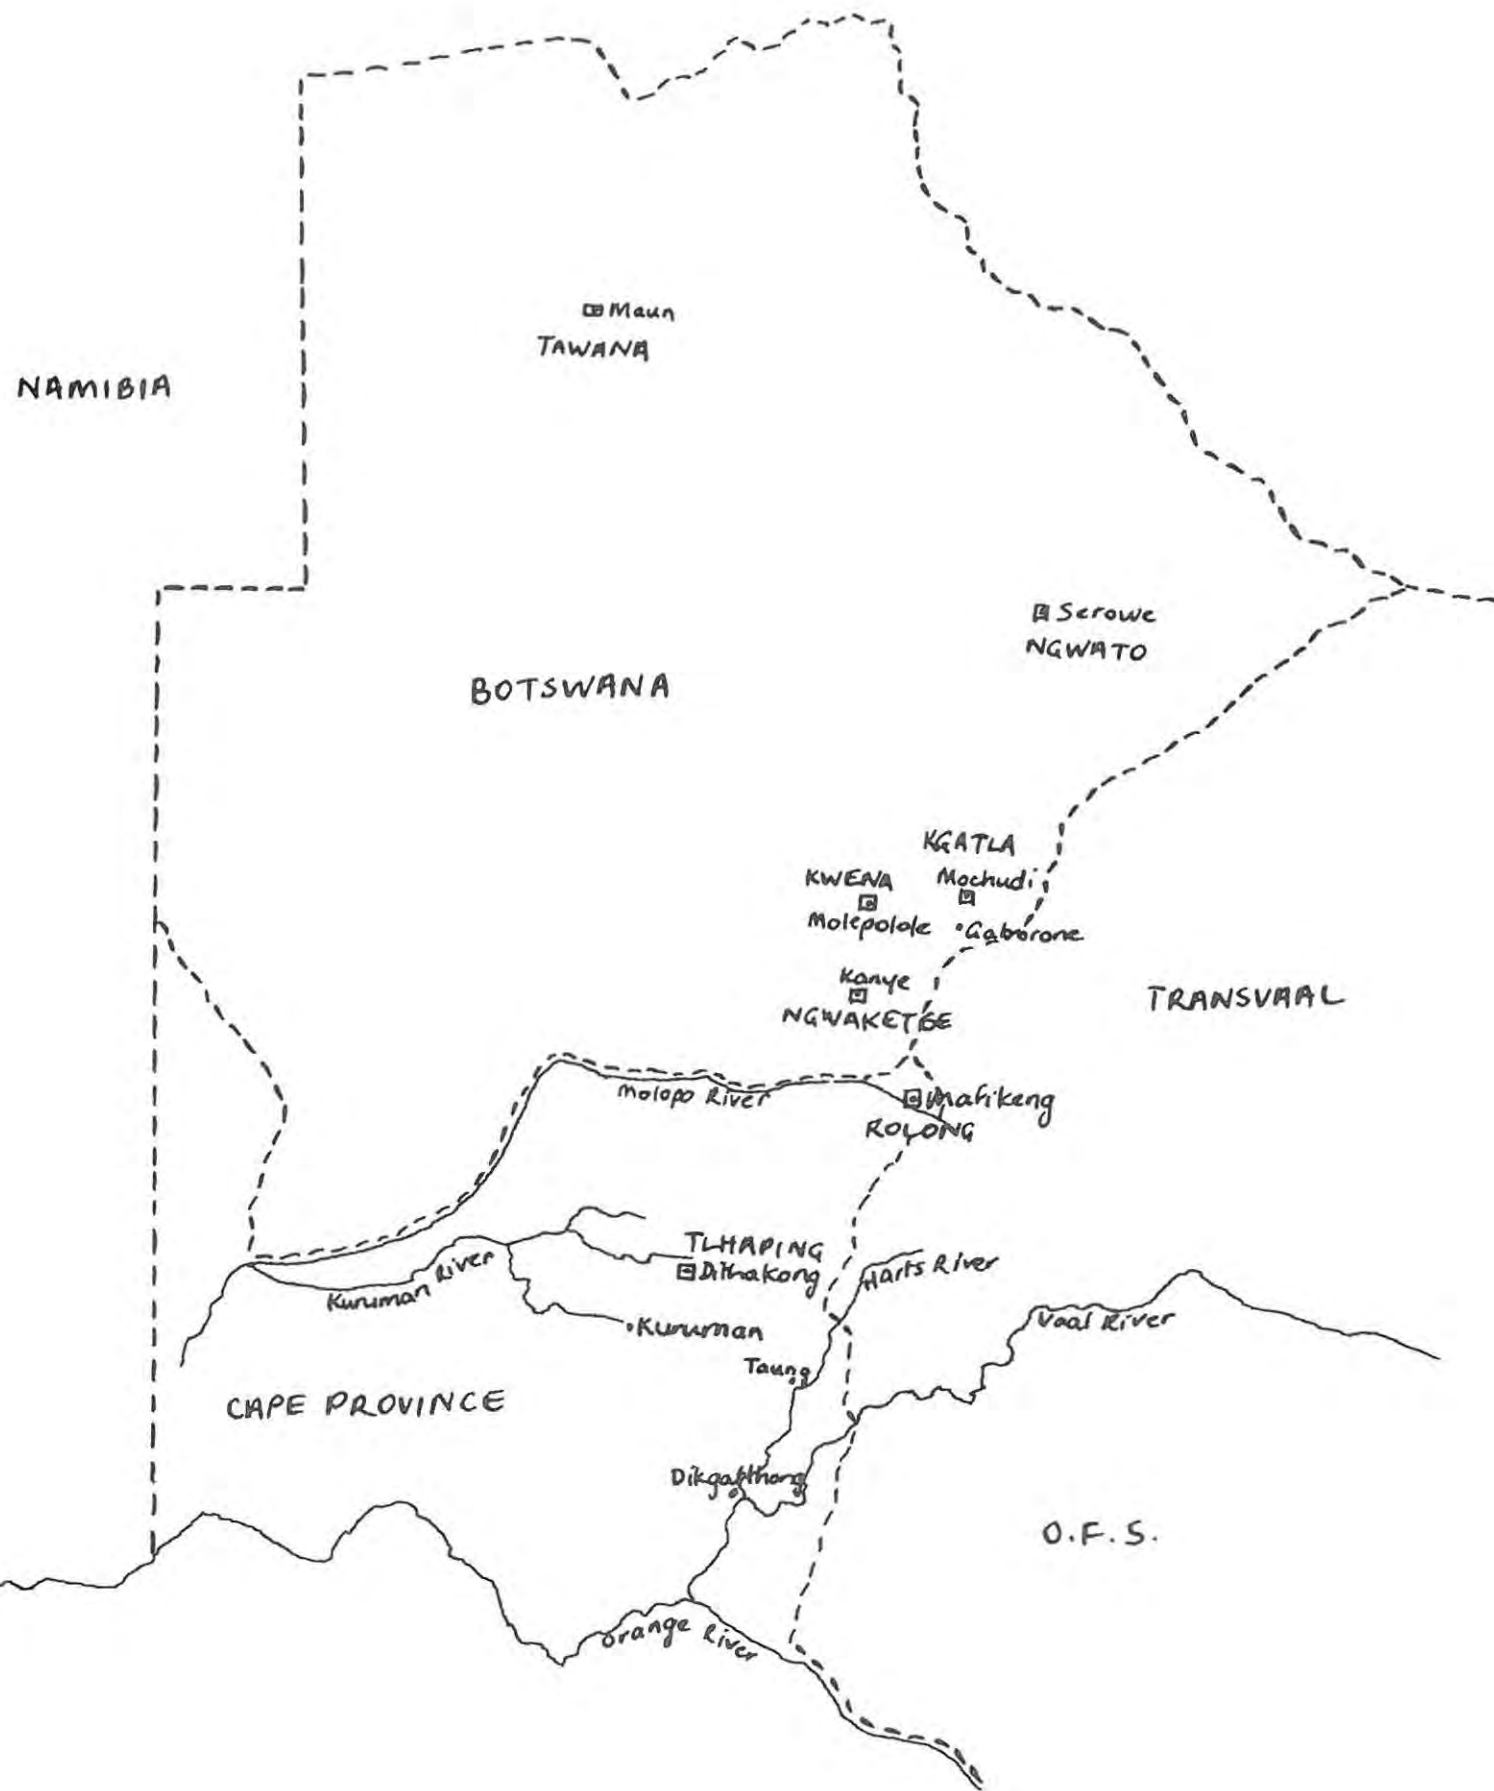 Maun
TAWANA
NAMIBIA
Serowe
NGWATO
BOTSWANA
KGATLA
KWENA
Mochudi
Molepolole
Gaborone
Kanye
NGWAKETSE
TRANSVAAL
Molopo River
Mafikeng
ROLONG
TLHAPING
Dithakong
Harts River
Kuruman River
Kuruman
Vaal River
Taung
CAPE PROVINCE
O.F.S.
Orange River